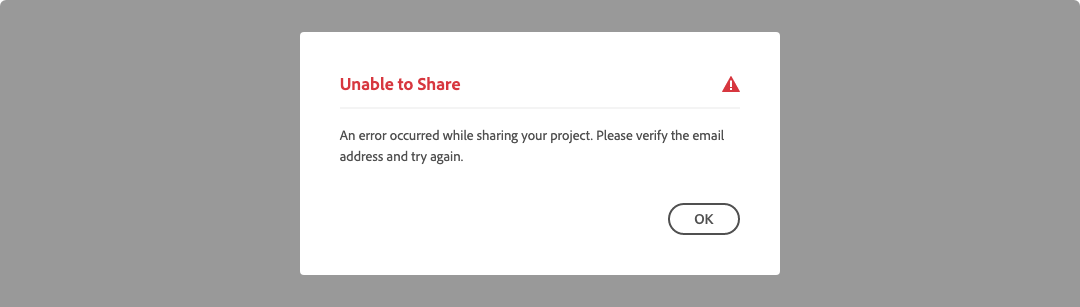 Unable to Share
An error occurred while sharing your project. Please verify the email
address and try again.
OK